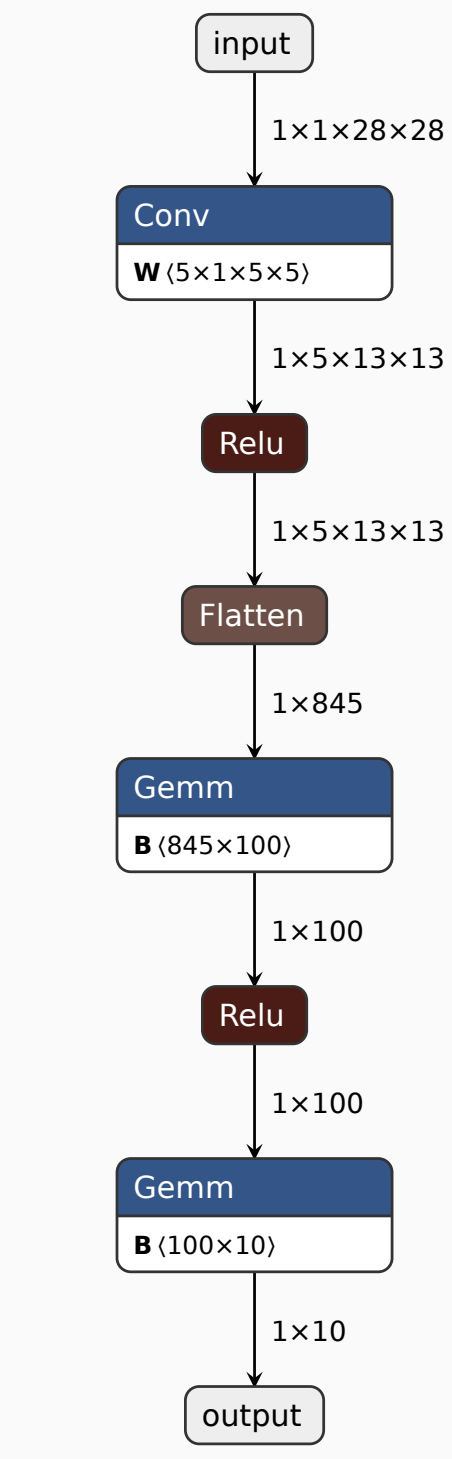 input
1×1×28×28
Conv
W ⟨5×1×5×5⟩
1×5×13×13
Relu
1×5×13×13
Flatten
1×845
Gemm
B ⟨845×100⟩
1×100
Relu
1×100
Gemm
B ⟨100×10⟩
1×10
output